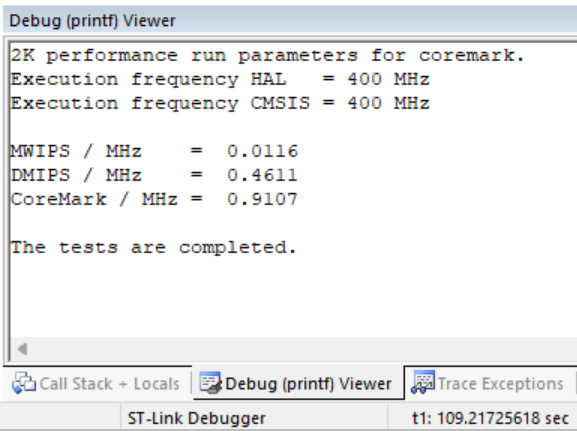 Debug (printf) Viewer
2K performance run parameters for coremark.
Execution frequency HAL   = 400 MHz
Execution frequency CMSIS = 400 MHz
MWIPS / MHz    =  0.0116
DMIPS / MHz    =  0.4611
CoreMark / MHz =  0.9107
The tests are completed.
Call Stack + Locals Debug (printf) Viewer Trace Exceptions
ST-Link Debugger t1: 109.21725618 sec